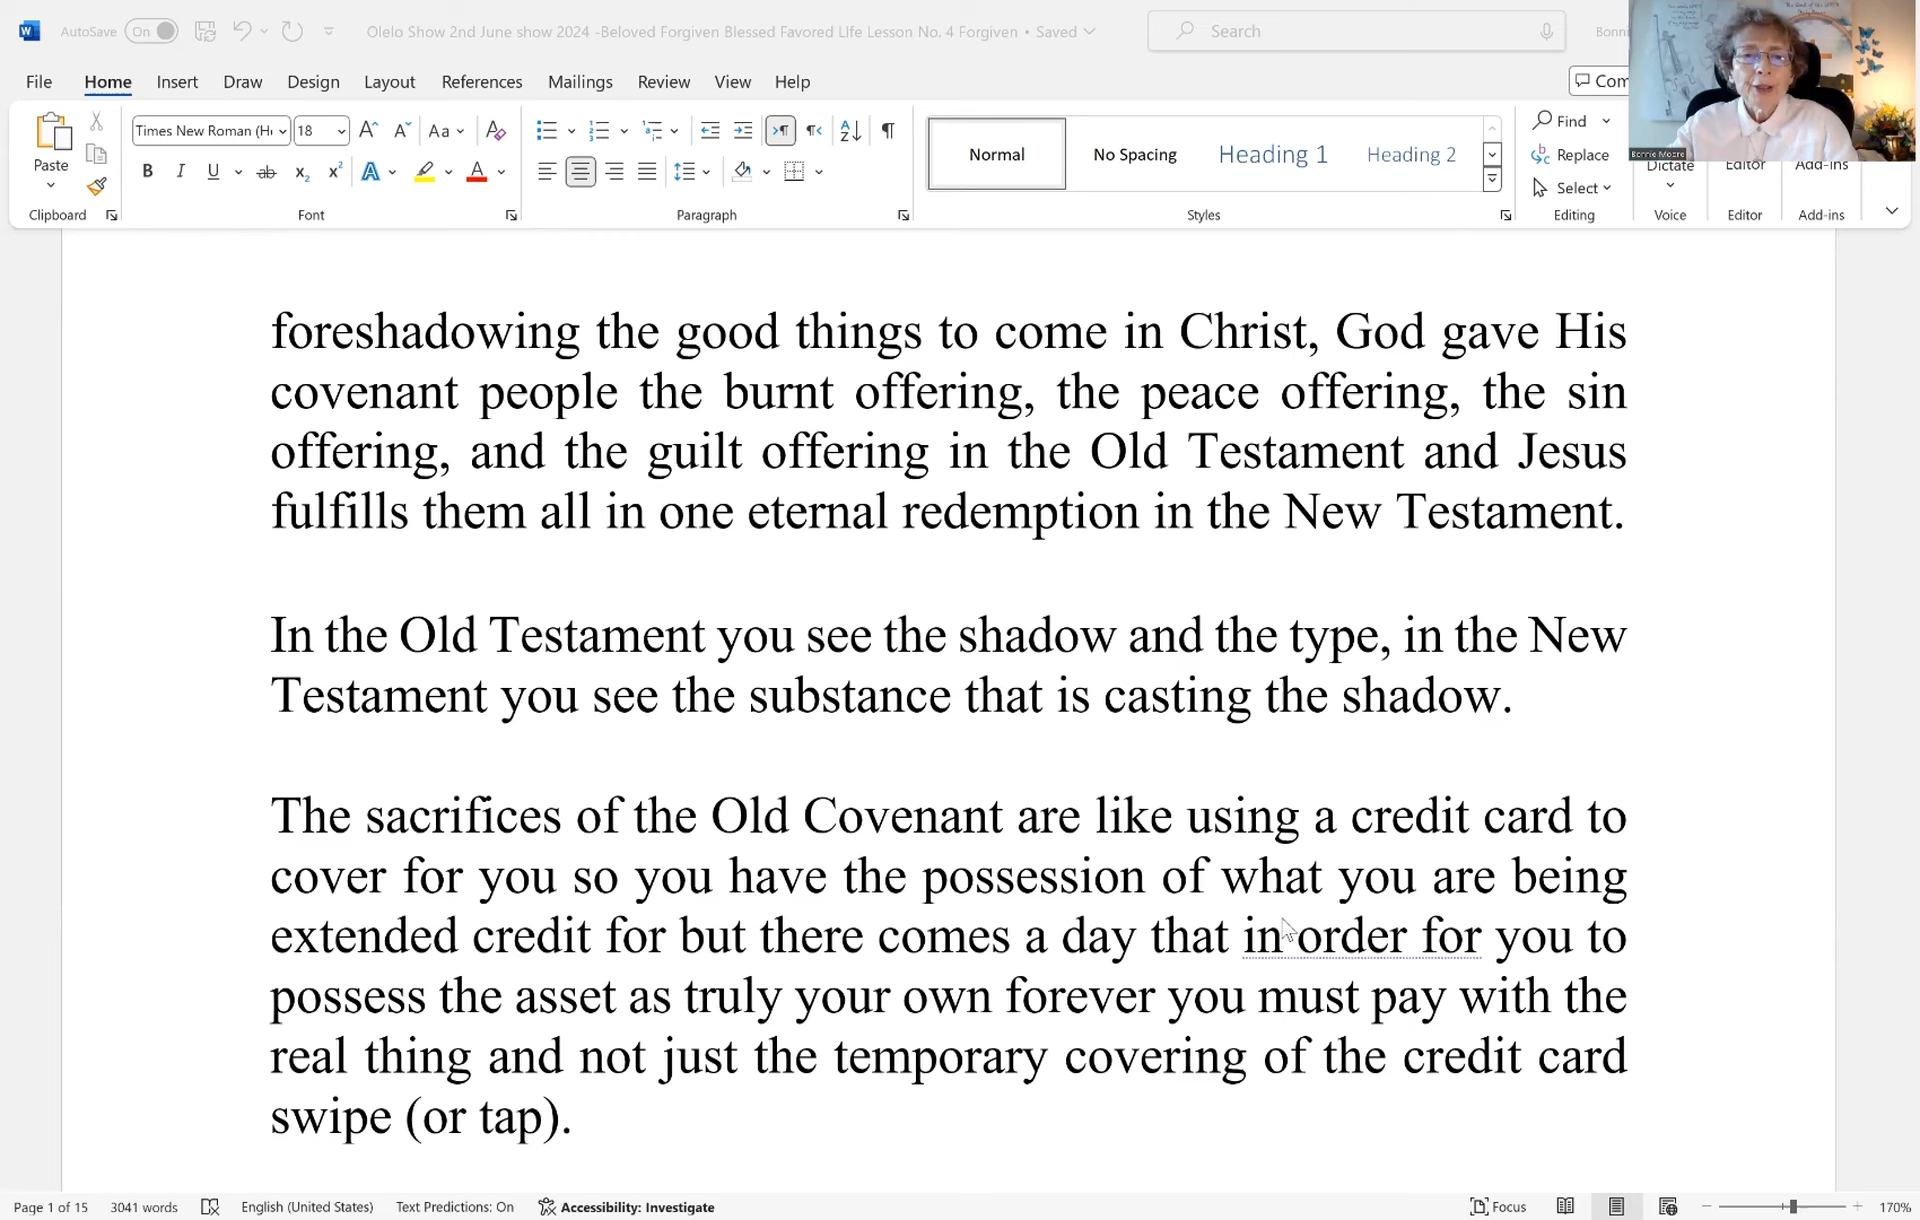 AutoSave On Olelo Show 2nd June show 2024 -Beloved Forgiven Blessed Favored LIfe Lesson No. 4 Forgiven • Saved Search Bonni
File Home Insert Draw Design Layout References Mailings Review View Help Com
Paste Times New Roman (H 18 Aa Normal No Spacing Heading 1 Heading 2 Find Replace Select Dictate Editor Add-ins
Bonnie Moore
Clipboard Font Paragraph Styles Editing Voice Editor Add-ins
foreshadowing the good things to come in Christ, God gave His
covenant people the burnt offering, the peace offering, the sin
offering, and the guilt offering in the Old Testament and Jesus
fulfills them all in one eternal redemption in the New Testament.
In the Old Testament you see the shadow and the type, in the New
Testament you see the substance that is casting the shadow.
The sacrifices of the Old Covenant are like using a credit card to
cover for you so you have the possession of what you are being
extended credit for but there comes a day that in order for you to
possess the asset as truly your own forever you must pay with the
real thing and not just the temporary covering of the credit card
swipe (or tap).
Page 1 of 15 3041 words English (United States) Text Predictions: On Accessibility: Investigate Focus 170%